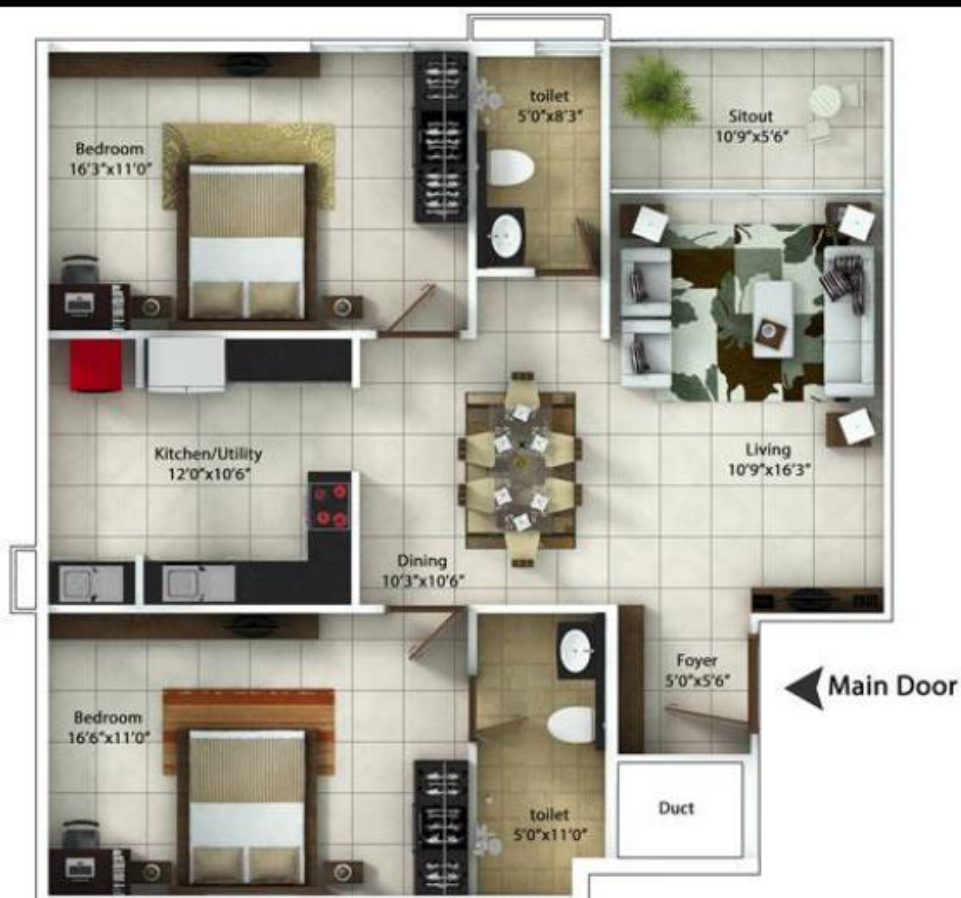 toilet
5'0"x8'3"
Sitout
10'9"x5'6"
Bedroom
16'3"x11'0"
Kitchen/Utility
12'0"x10'6"
Living
10'9"x16'3"
Dining
10'3"x10'6"
Foyer
5'0"x5'6"
Main Door
Bedroom
16'6"x11'0"
toilet
5'0"x11'0"
Duct